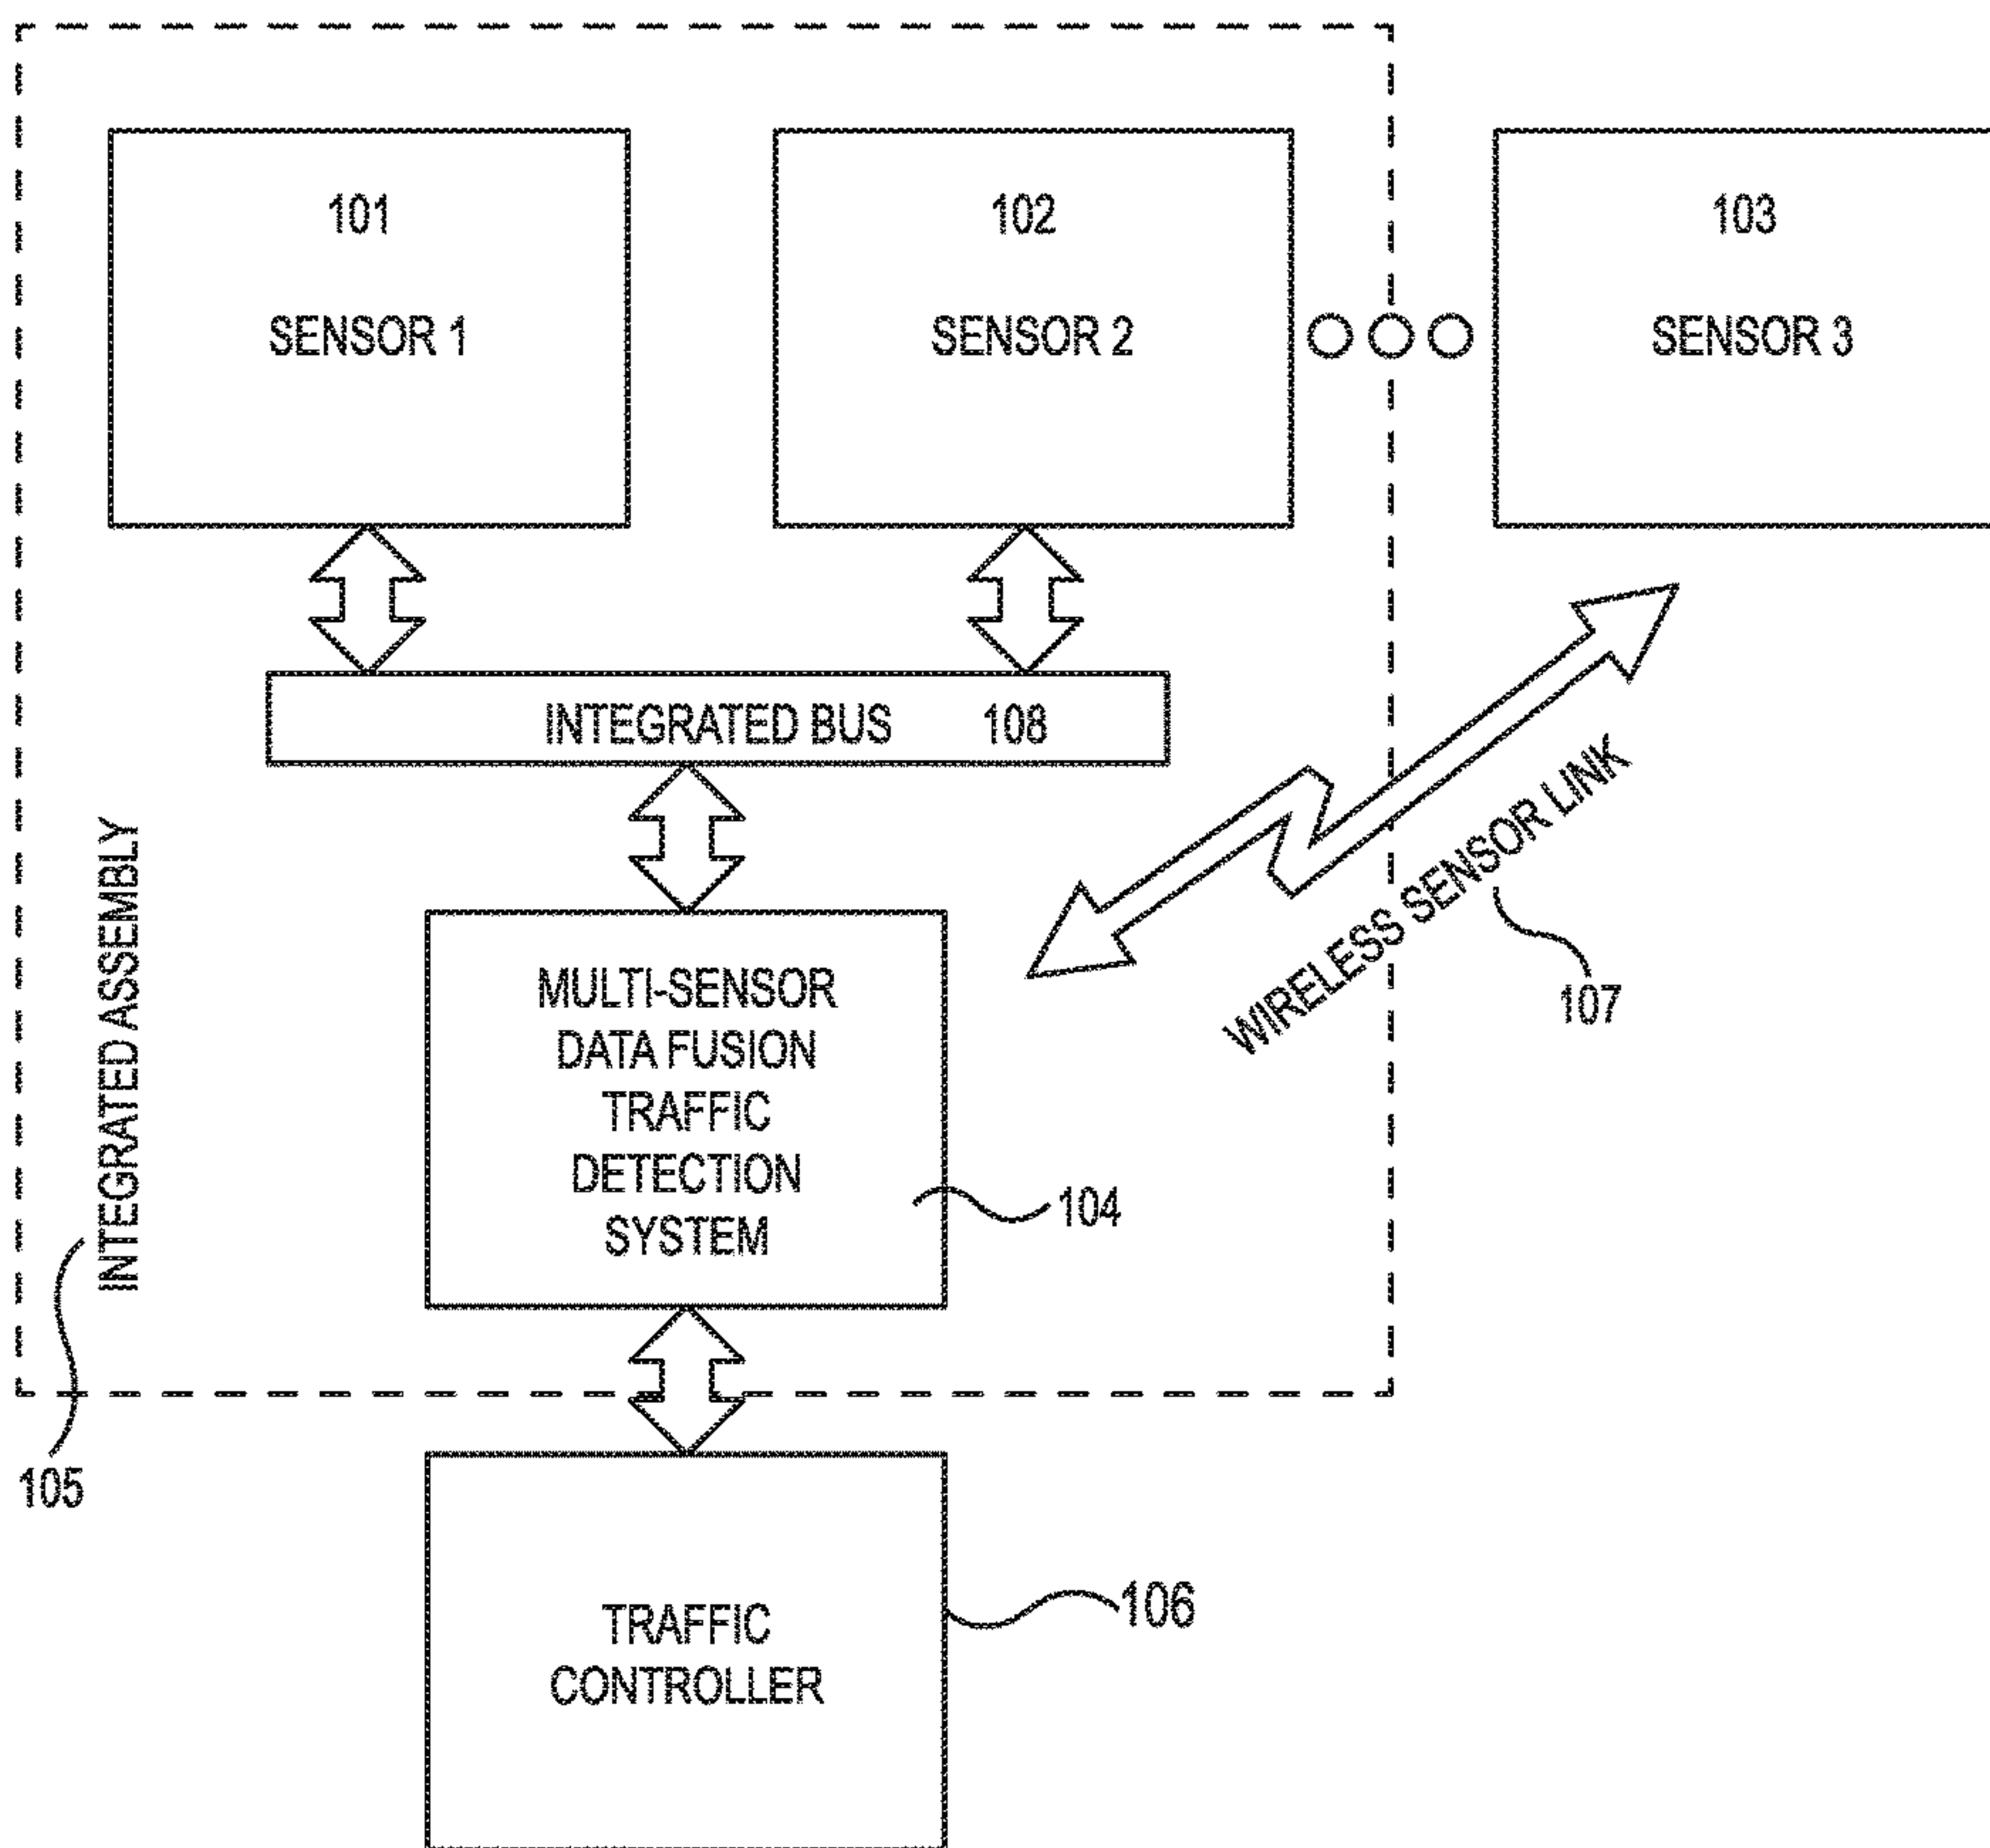 101
SENSOR 1
102
SENSOR 2
103
SENSOR 3
INTEGRATED BUS 108
INTEGRATED ASSEMBLY
105
WIRELESS SENSOR LINK
107
MULTI-SENSOR
DATA FUSION
TRAFFIC
DETECTION
SYSTEM
104
TRAFFIC
CONTROLLER
106